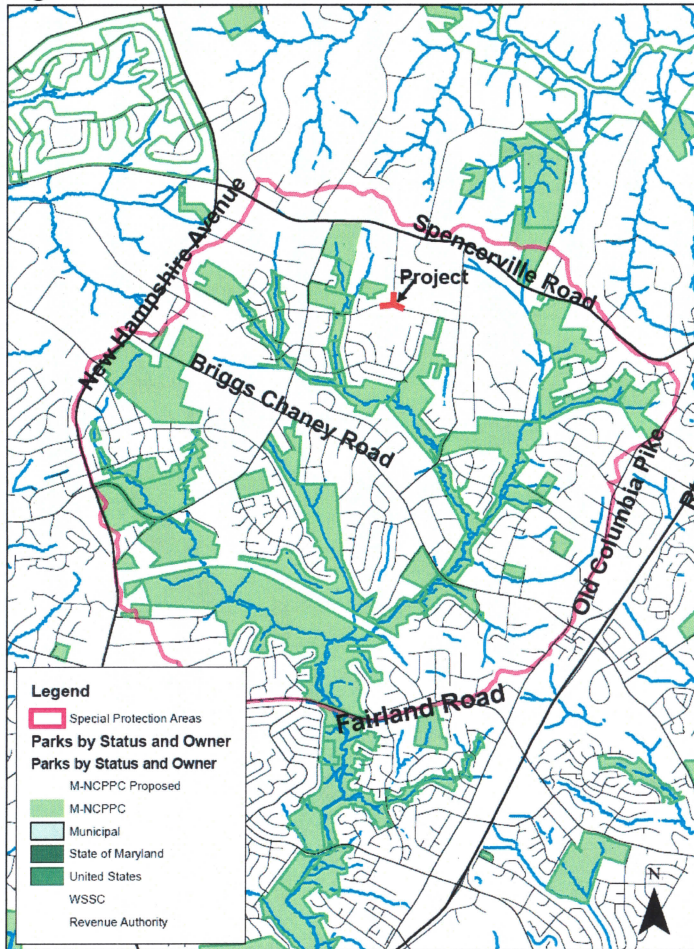 Spencerville Road
New Hampshire Avenue
Project
Briggs Chaney Road
Old Columbia Pike
Fairland Road
Legend
Special Protection Areas
Parks by Status and Owner
Parks by Status and Owner
M-NCPPC Proposed
M-NCPPC
Municipal
State of Maryland
United States
WSSC
Revenue Authority
N